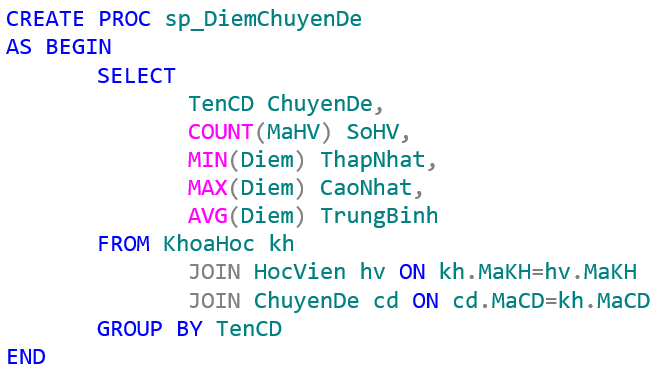 CREATE PROC sp_DiemChuyenDe
AS BEGIN
SELECT
TenCD ChuyenDe,
COUNT(MaHV) SoHV,
MIN(Diem) ThapNhat,
MAX(Diem) CaoNhat,
AVG(Diem) TrungBinh
FROM KhoaHoc kh
JOIN HocVien hv ON kh.MaKH=hv.MaKH
JOIN ChuyenDe cd ON cd.MaCD=kh.MaCD
GROUP BY TenCD
END